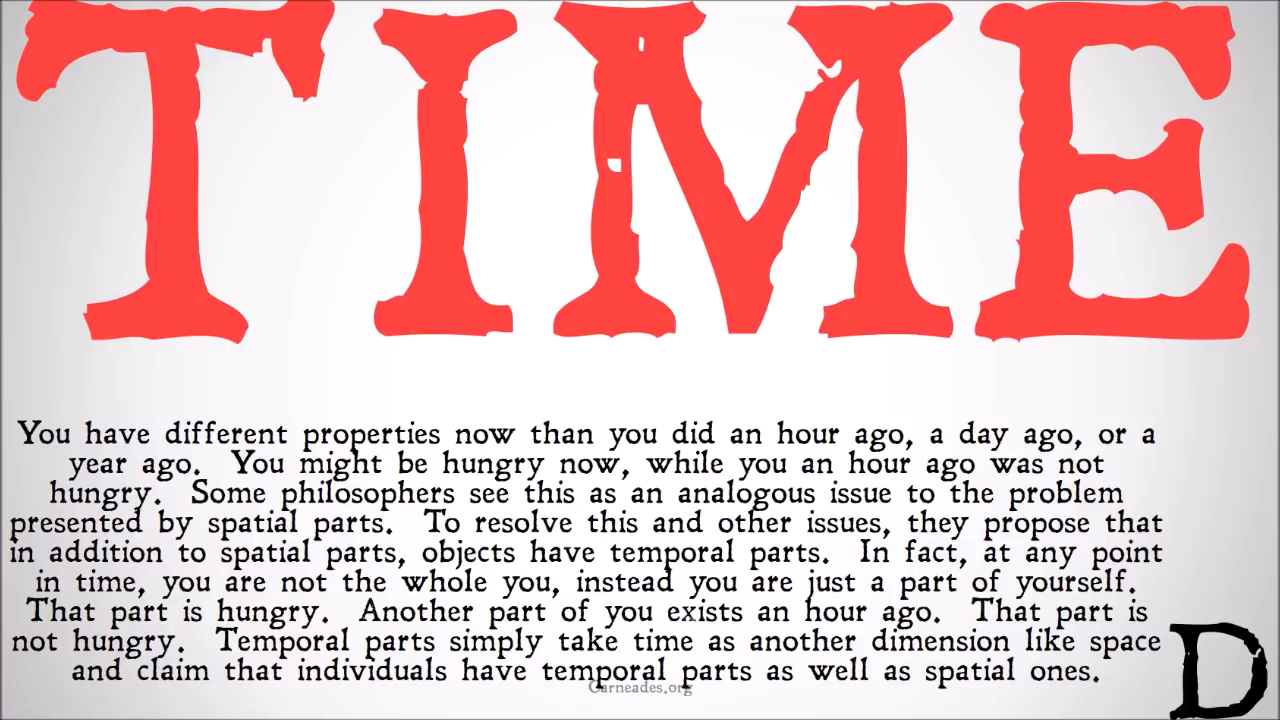 TIME
You have different properties now than you did an hour ago, a day ago, or a
year ago. You might be hungry now, while you an hour ago was not
hungry. Some philosophers see this as an analogous issue to the problem
presented by spatial parts. To resolve this and other issues, they propose that
in addition to spatial parts, objects have temporal parts. In fact, at any point
in time, you are not the whole you, instead you are just a part of yourself.
That part is hungry. Another part of you exists an hour ago. That part is
not hungry. Temporal parts simply take time as another dimension like space
and claim that individuals have temporal parts as well as spatial ones.
Carneades.org
D